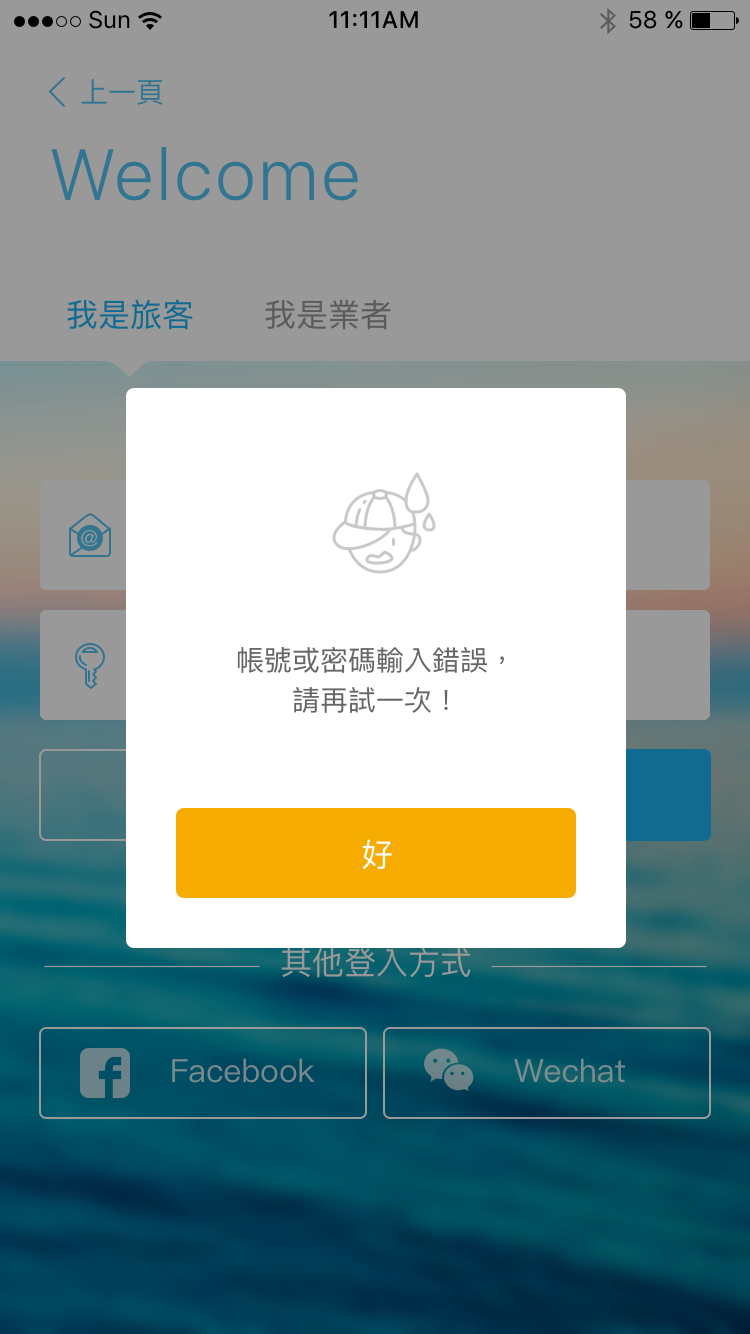 Sun 11:11AM 58 %
上一頁
Welcome
我是旅客 我是業者
@
帳號或密碼輸入錯誤，
請再試一次！
好
其他登入方式
Facebook Wechat